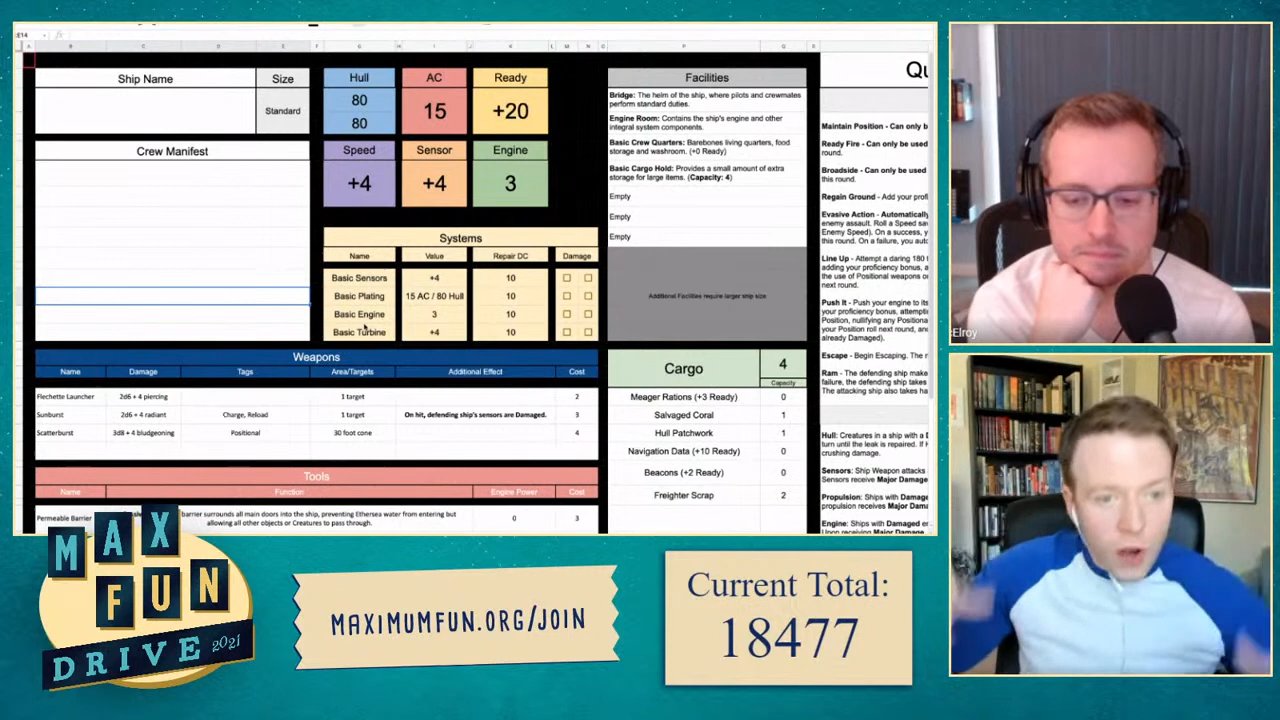 E14
Ship Name
Size
Standard
Hull
80
80
AC
15
Ready
+20
Crew Manifest
Speed
+4
Sensor
+4
Engine
3
Systems
Name Value Repair DC Damage
Basic Sensors +4 10
Basic Plating 15 AC / 80 Hull 10
Basic Engine 3 10
Basic Turbine +4 10
Weapons
Name Damage Tags Area/Targets Additional Effect Cost
Flechette Launcher 2d6 + 4 piercing 1 target 2
Sunburst 2d6 + 4 radiant Charge, Reload 1 target On hit, defending ship's sensors are Damaged. 3
Scatterburst 3d8 + 4 bludgeoning Positional 30 foot cone 4
Tools
Name Function Engine Power Cost
Permeable Barrier
barrier surrounds all main doors into the ship, preventing Ethersea water from entering but
allowing all other objects or Creatures to pass through.
0 3
Facilities
Bridge: The helm of the ship, where pilots and crewmates
perform standard duties.
Engine Room: Contains the ship's engine and other
integral system components.
Basic Crew Quarters: Barebones living quarters, food
storage and washroom. (+0 Ready)
Basic Cargo Hold: Provides a small amount of extra
storage for large items. (Capacity: 4)
Empty
Empty
Empty
Additional Facilities require larger ship size
Cargo
4
Capacity
Meager Rations (+3 Ready) 0
Salvaged Coral 1
Hull Patchwork 1
Navigation Data (+10 Ready) 0
Beacons (+2 Ready) 0
Freighter Scrap 2
Maintain Position - Can only b
Ready Fire - Can only be used
round.
Broadside - Can only be used
this round.
Regain Ground - Add your profi
Evasive Action - Automatically
enemy assault. Roll a Speed sav
Enemy Speed). On a success, y
this round. On a failure, you auto
Line Up - Attempt a daring 180 t
adding your proficiency bonus, a
the use of Positional weapons o
next round.
Push It - Push your engine to its
your proficiency bonus, attempt
Position, nullifying any Positiona
your Position roll next round, and
already Damaged).
Escape - Begin Escaping. The n
Ram - The defending ship make
failure, the defending ship takes
The attacking ship also takes ha
Hull: Creatures in a ship with a D
turn until the leak is repaired. If
crushing damage.
Sensors: Ship Weapon attacks
Sensors receive Major Damage
Propulsion: Ships with Damage
propulsion receives Major Dama
Engine: Ships with Damaged en
Elroy
MAX
FUN
DRIVE 2021
MAXIMUMFUN.ORG/JOIN
Current Total:
18477